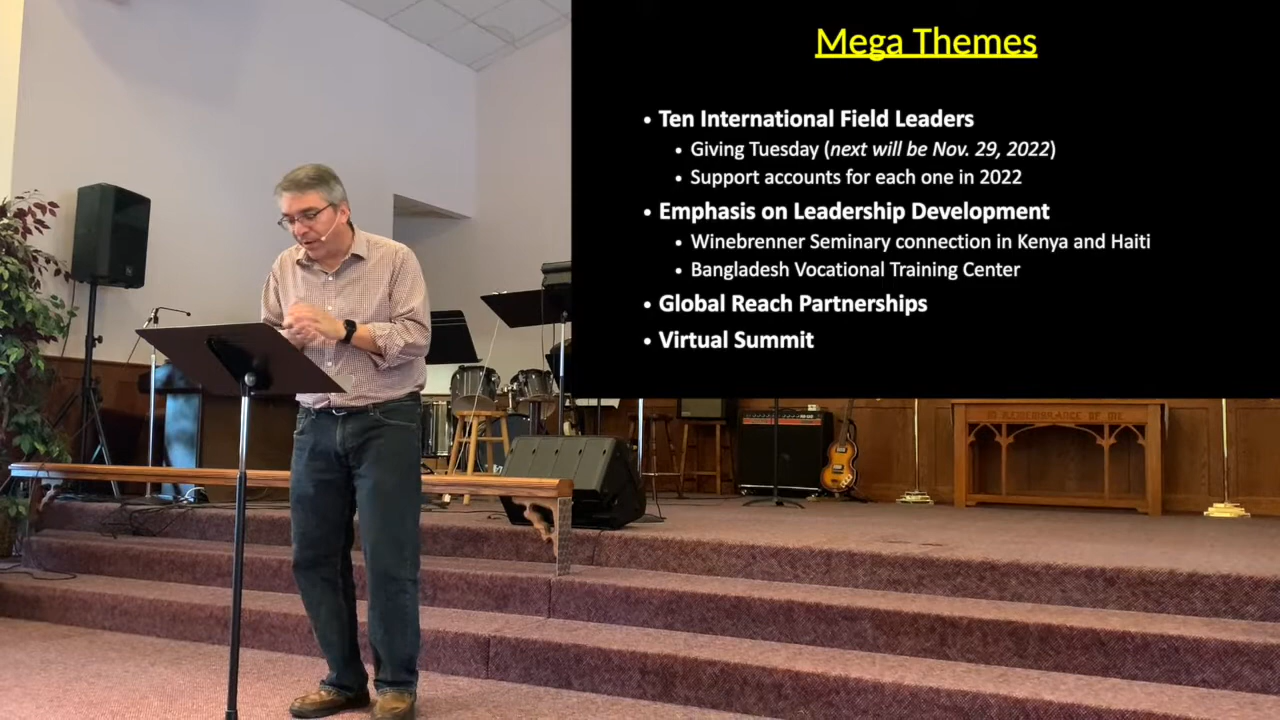 Mega Themes
• Ten International Field Leaders
• Giving Tuesday (next will be Nov. 29, 2022)
• Support accounts for each one in 2022
• Emphasis on Leadership Development
• Winebrenner Seminary connection in Kenya and Haiti
• Bangladesh Vocational Training Center
• Global Reach Partnerships
• Virtual Summit
IN REMEMBRANCE OF ME